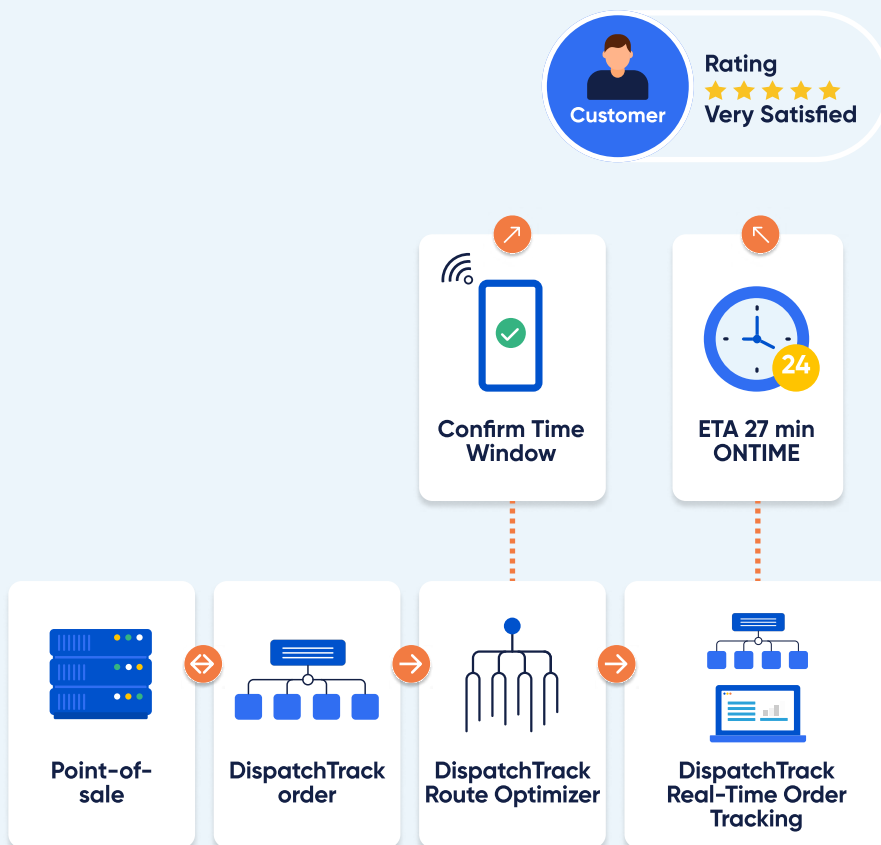 Rating
Customer
Very Satisfied
Confirm Time
Window
24
ETA 27 min
ONTIME
Point-of-
sale
DispatchTrack
order
DispatchTrack
Route Optimizer
DispatchTrack
Real-Time Order
Tracking